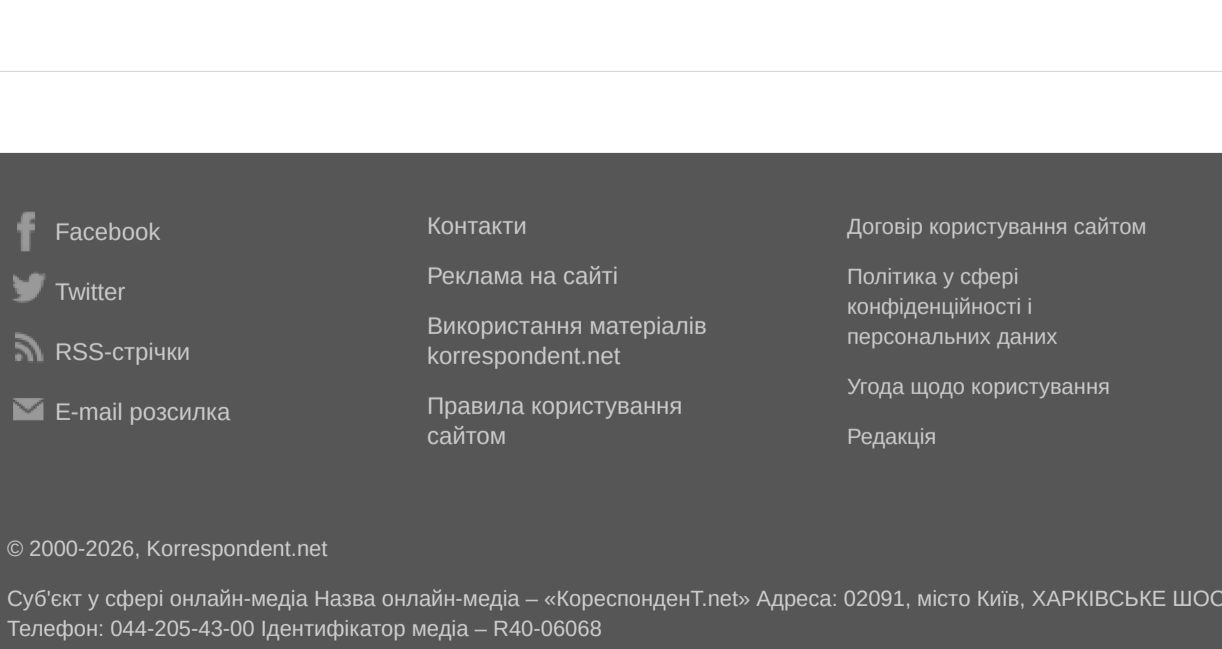 Facebook
Twitter
RSS-стрічки
E-mail розсилка
Контакти
Реклама на сайті
Використання матеріалів
korrespondent.net
Правила користування
сайтом
Договір користування сайтом
Політика у сфері
конфіденційності і
персональних даних
Угода щодо користування
Редакція
© 2000-2026, Korrespondent.net
Суб'єкт у сфері онлайн-медіа Назва онлайн-медіа – «КореспонденТ.net» Адреса: 02091, місто Київ, ХАРКІВСЬКЕ
Телефон: 044-205-43-00 Ідентифікатор медіа – R40-06068